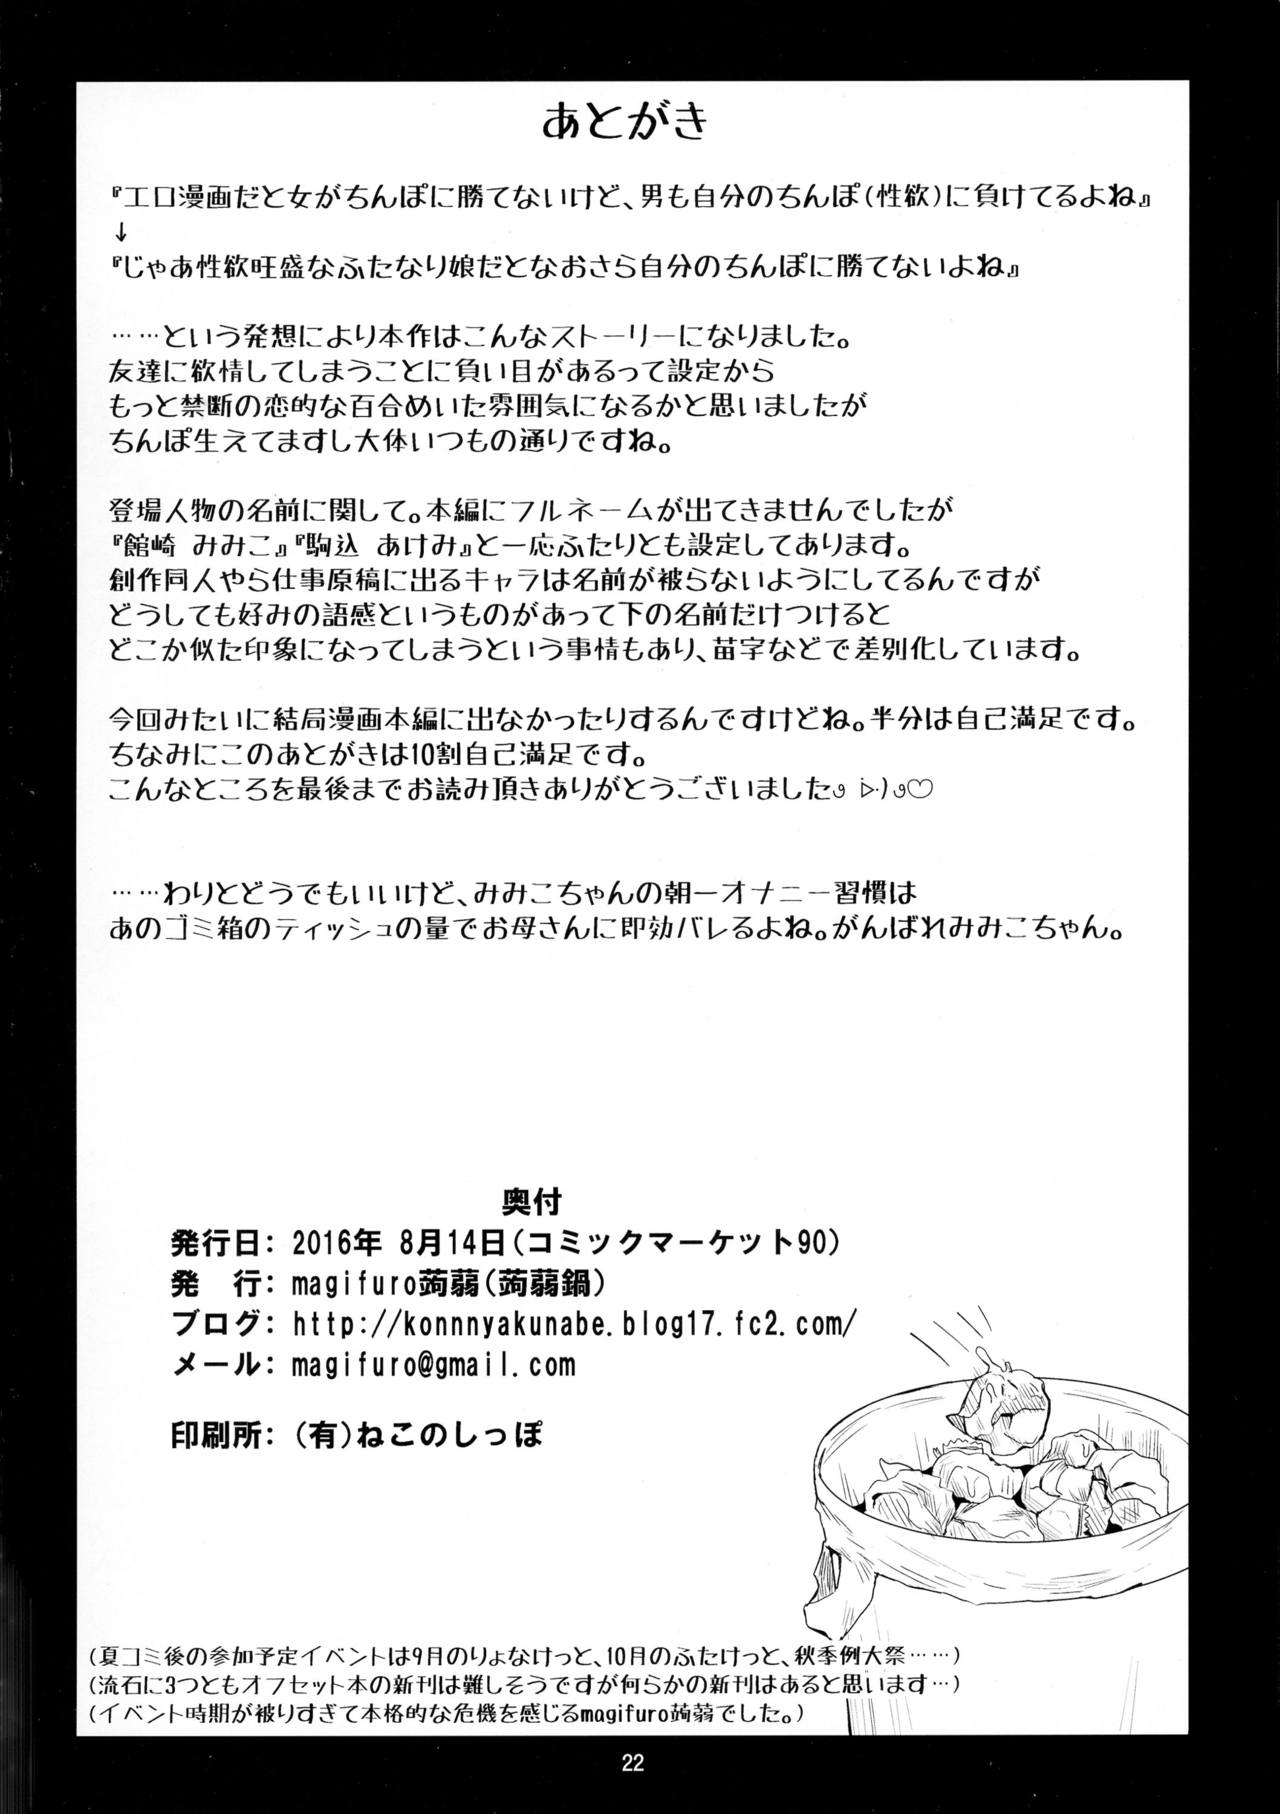 あとがき
『エロ漫画だと女がちんぽに勝てないけど、男も自分のちんぽ(性欲)に負けてるよね』
↓
『じゃあ性欲旺盛なふたなり娘だとなおさら自分のちんぽに勝てないよね』
……という発想により本作はこんなストーリーになりました。
友達に欲情してしまうことに負い目があるって設定から
もっと禁断の恋的な百合めいた雰囲気になるかと思いましたが
ちんぽ生えてますし大体いつもの通りですね。
登場人物の名前に関して。本編にフルネームが出てきませんでしたが
『館崎 みみこ』『駒込 あけみ』と一応ふたりとも設定してあります。
創作同人やら仕事原稿に出るキャラは名前が被らないようにしてるんですが
どうしても好みの語感というものがあって下の名前だけつけると
どこか似た印象になってしまうという事情もあり、苗字などで差別化しています。
今回みたいに結局漫画本編に出なかったりするんですけどね。半分は自己満足です。
ちなみにこのあとがきは10割自己満足です。
こんなところを最後までお読み頂きありがとうございました
……わりとどうでもいいけど、みみこちゃんの朝一オナニー習慣は
あのゴミ箱のティッシュの量でお母さんに即効バレるよね。がんばれみみこちゃん。
奥付
発行日: 2016年 8月14日(コミックマーケット90)
発 行: magifuro蒟蒻(蒟蒻鍋)
ブログ: http://konnnyakunabe.blog17.fc2.com/
メール: magifuro@gmail.com
印刷所: (有)ねこのしっぽ
(夏コミ後の参加予定イベントは9月のりょなけっと、10月のふたけっと、秋季例大祭……)
(流石に3つともオフセット本の新刊は難しそうですが何らかの新刊はあると思います…)
(イベント時期が被りすぎて本格的な危機を感じるmagifuro蒟蒻でした。)
22